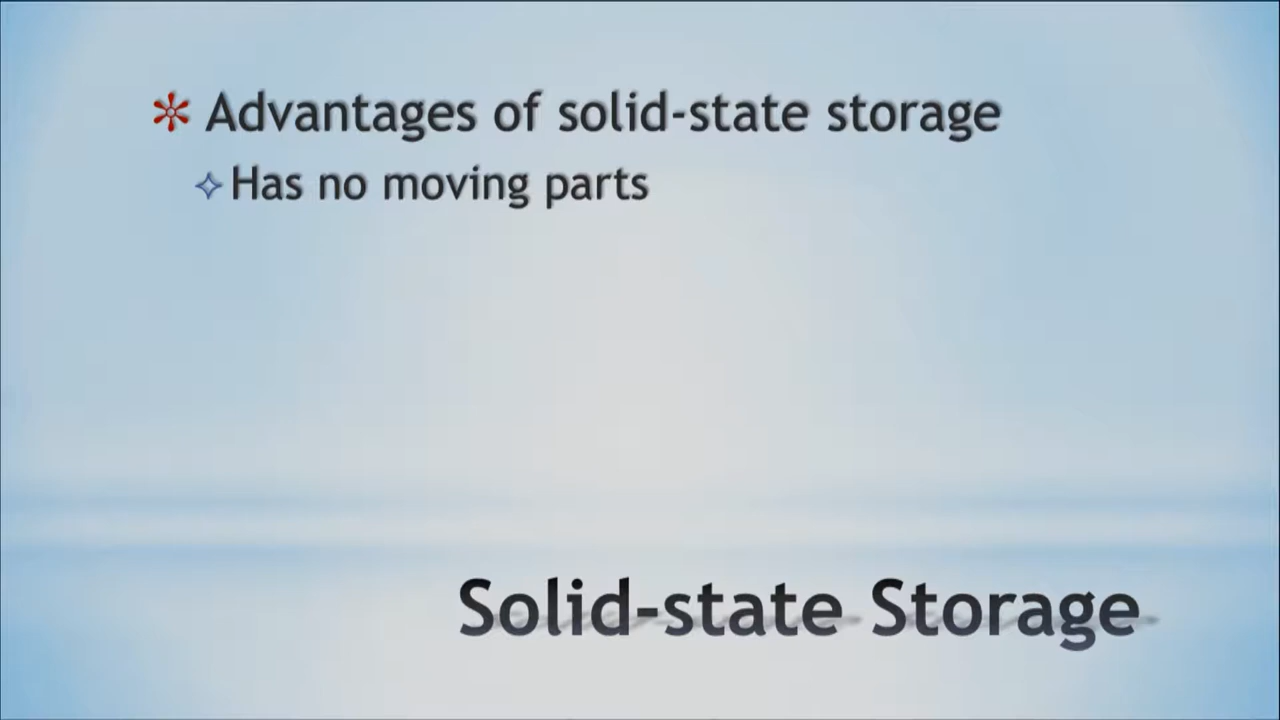 Advantages of solid-state storage
Has no moving parts
Solid-state Storage